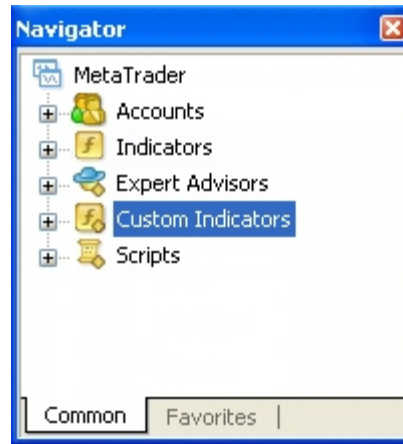 Navigator
MetaTrader
Accounts
Indicators
Expert Advisors
Custom Indicators
Scripts
Common
Favorites